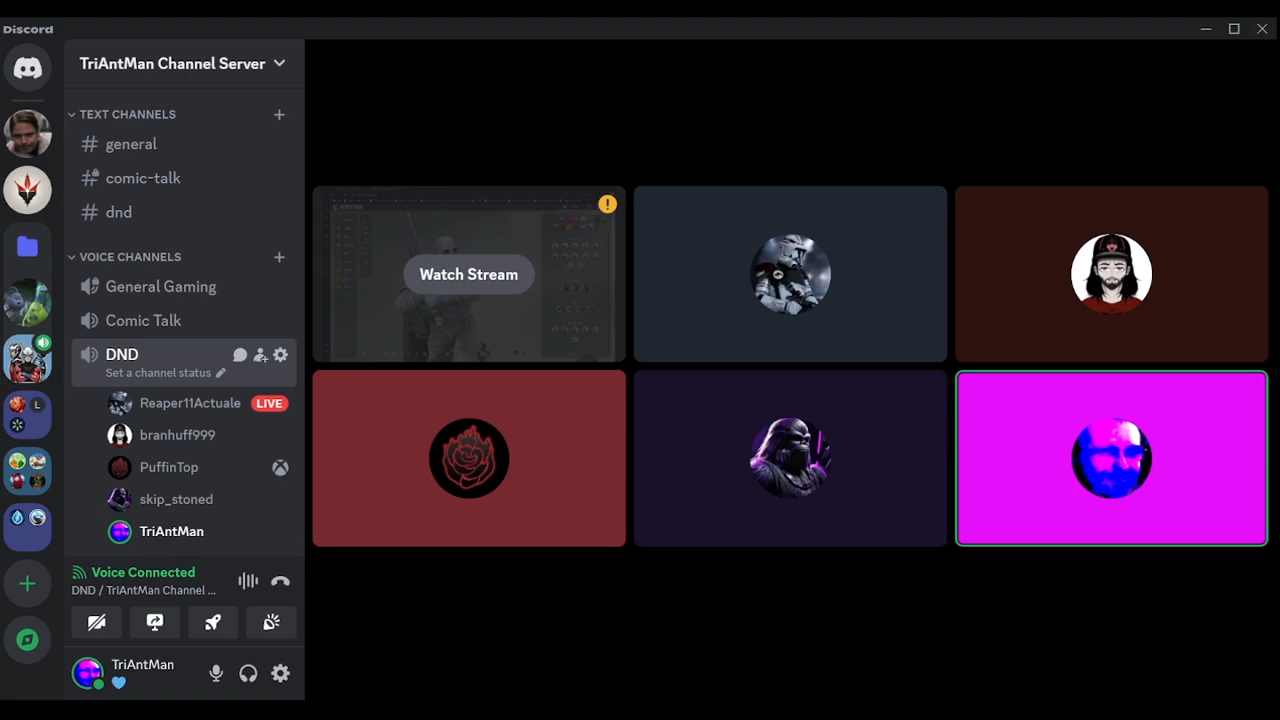 Discord
TriAntMan Channel Server
TEXT CHANNELS
general
comic-talk
dnd
VOICE CHANNELS
General Gaming
Comic Talk
DND
Set a channel status
Reaper11Actuale LIVE
branhuff999
PuffinTop
skip_stoned
TriAntMan
Voice Connected
DND / TriAntMan Channel ...
TriAntMan
Watch Stream
!
L